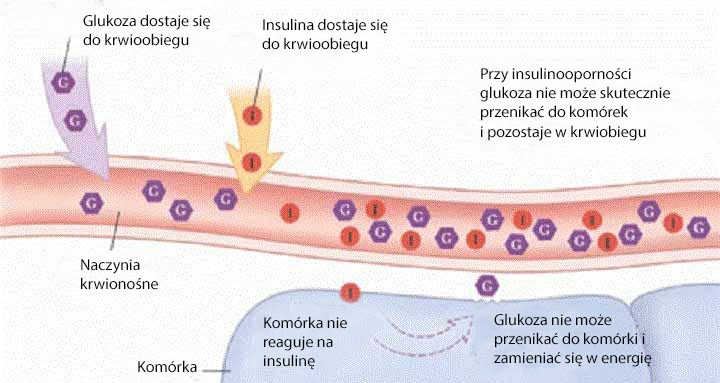 Glukoza dostaje się
do krwioobiegu
Insulina dostaje się
do krwioobiegu
Przy insulinooporności
glukoza nie może skutecznie
przenikać do komórek
i pozostaje w krwiobiegu
G
G
I
I
G
G
G
G
I
G
I
I
G
G
I
G
I
G
I
G
G
I
G
I
G
G
I
G
Naczynia
krwionośne
I
G
Komórka nie
reaguje na
insulinę
Glukoza nie może
przenikać do komórki i
zamieniać się w energię
Komórka